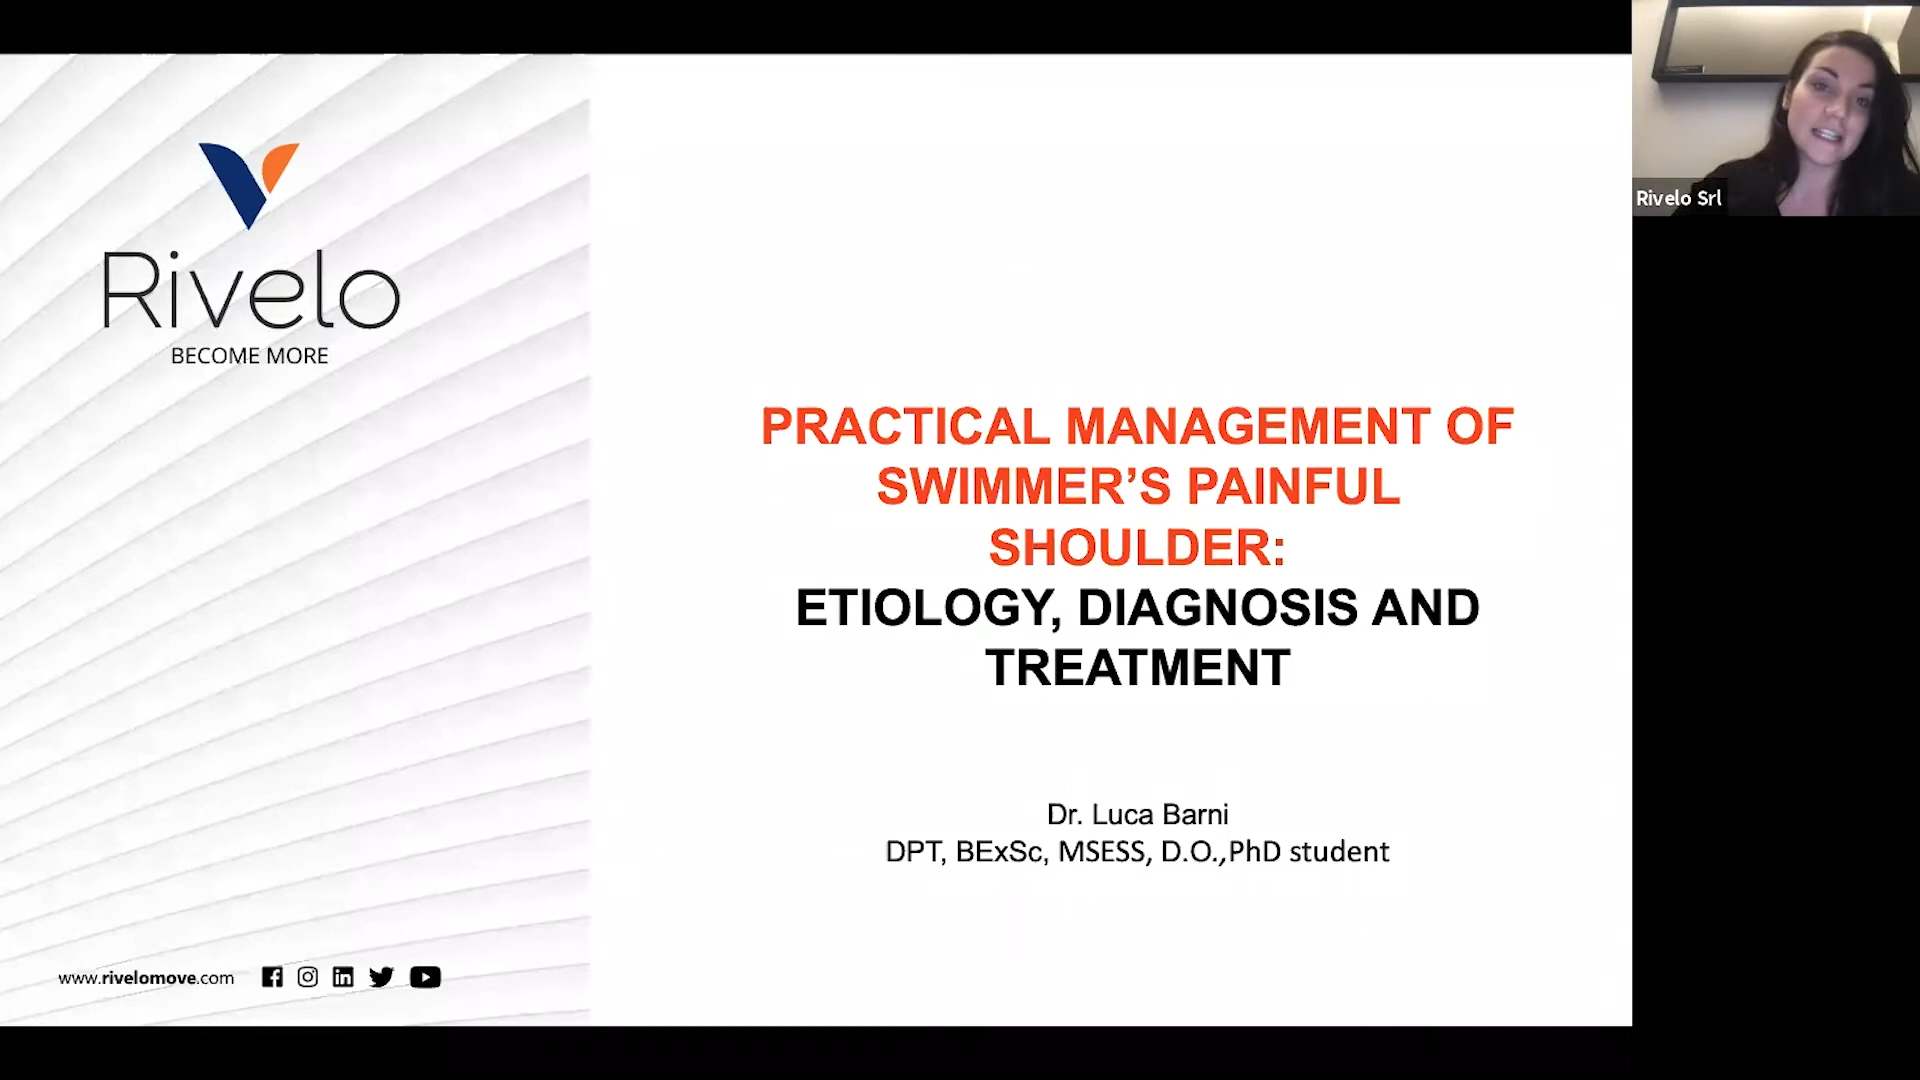 Rivelo
BECOME MORE
www.rivelomove.com
PRACTICAL MANAGEMENT OF
SWIMMER’S PAINFUL
SHOULDER:
ETIOLOGY, DIAGNOSIS AND
TREATMENT
Dr. Luca Barni
DPT, BExSc, MSESS, D.O.,PhD student
Rivelo Srl